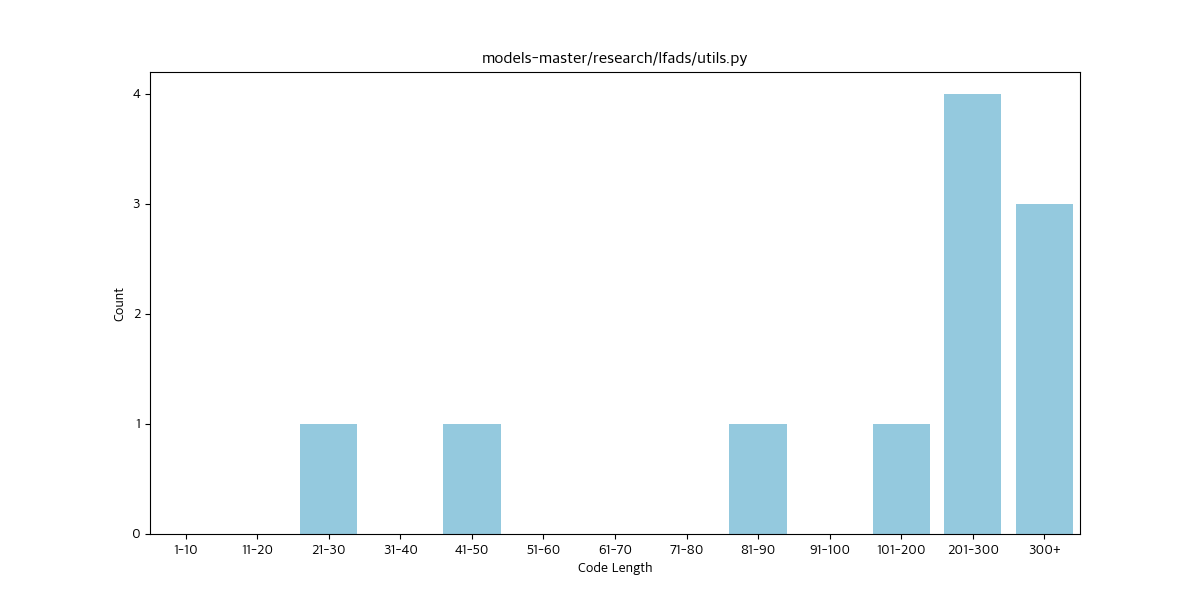 models-master/research/lfads/utils.py
4
3
2
1
0
Count
1-10 11-20 21-30 31-40 41-50 51-60 61-70 71-80 81-90 91-100 101-200 201-300 300+
Code Length